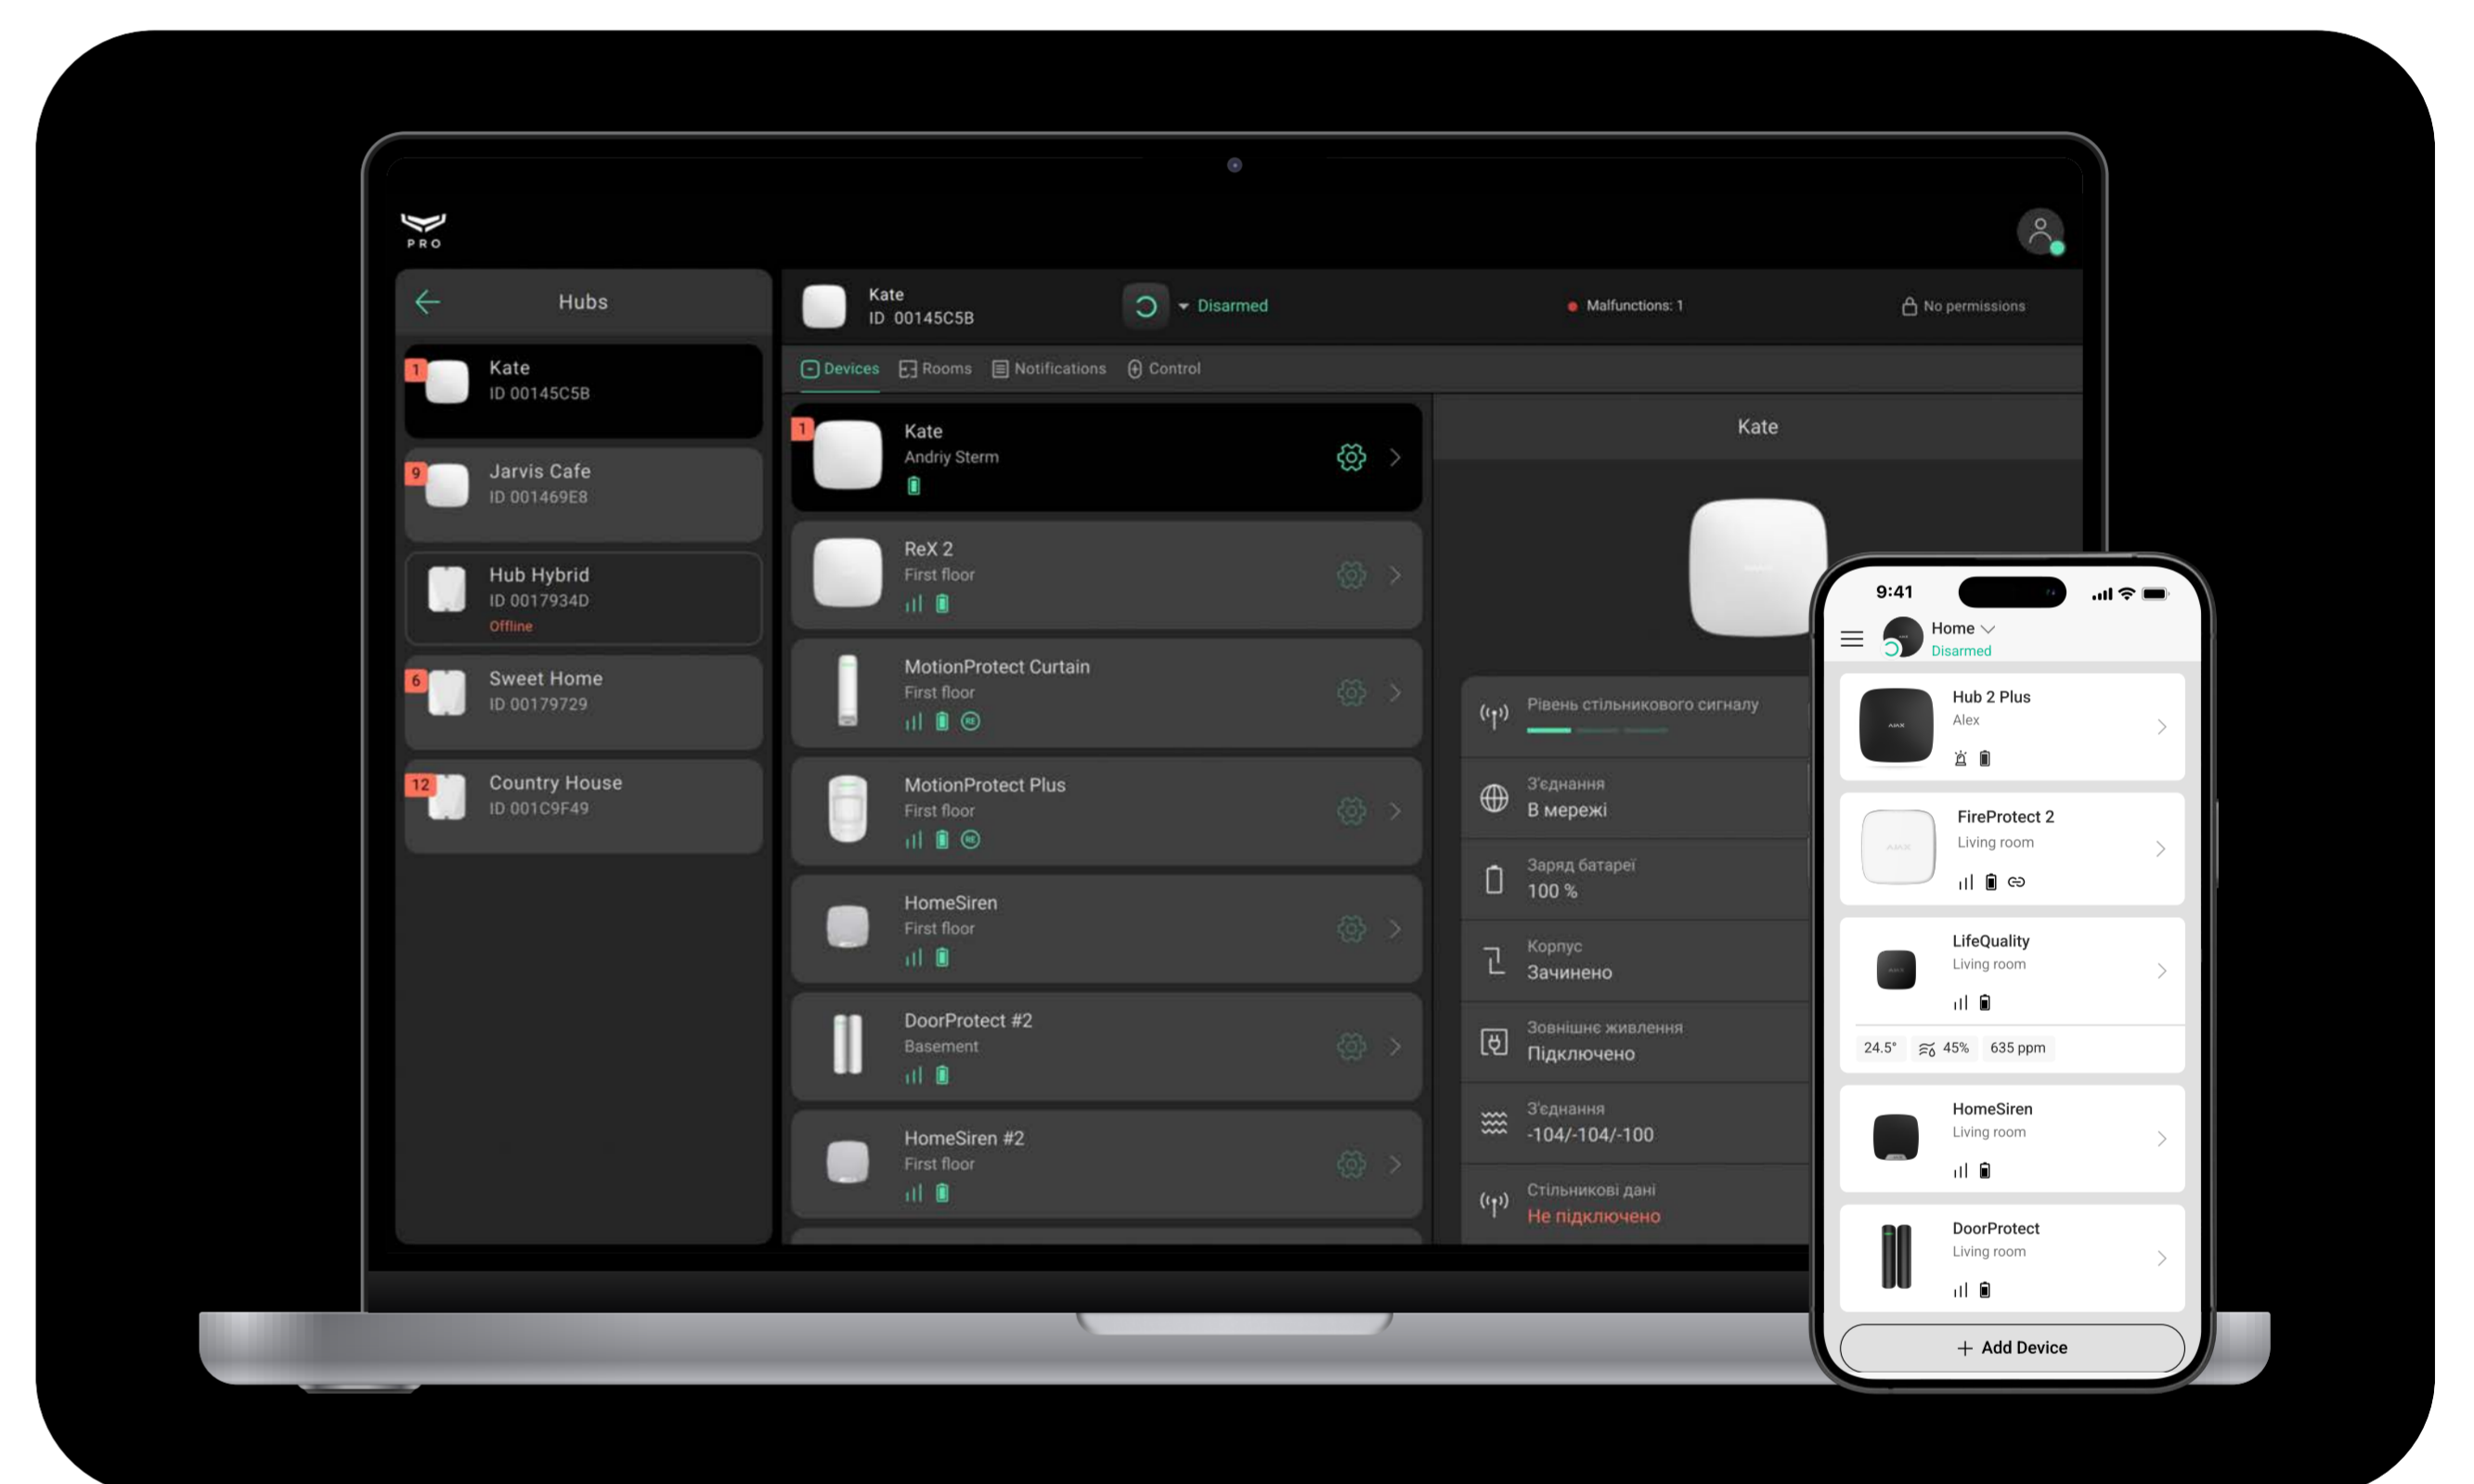 PRO
Hubs
Kate
ID 00145C5B
1
Kate
ID 00145C5B
9
Jarvis Cafe
ID 001469E8
Hub Hybrid
ID 0017934D
Offline
6
Sweet Home
ID 00179729
12
Country House
ID 001C9F49
Disarmed
Malfunctions: 1
No permissions
Devices
Rooms
Notifications
Control
1
Kate
Andriy Sterm
ReX 2
First floor
MotionProtect Curtain
First floor
RE
MotionProtect Plus
First floor
RE
HomeSiren
First floor
DoorProtect #2
Basement
HomeSiren #2
First floor
Kate
Рівень стільникового сигналу
З'єднання
В мережі
Заряд батареї
100 %
Корпус
Зачинено
Зовнішнє живлення
Підключено
З'єднання
-104/-104/-100
Стільникові дані
Не підключено
9:41
Home
Disarmed
AJAX
Hub 2 Plus
Alex
AJAX
FireProtect 2
Living room
LifeQuality
Living room
24.5°
45%
635 ppm
HomeSiren
Living room
DoorProtect
Living room
+ Add Device